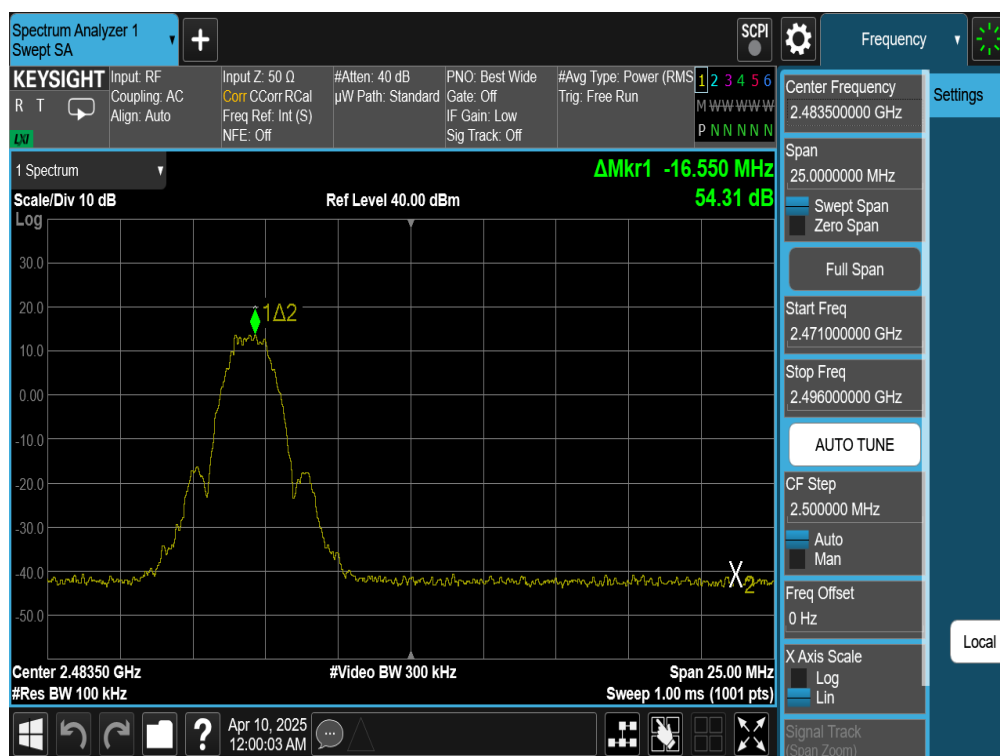 Spectrum Analyzer 1
Swept SA
+
SCPI
Frequency
KEYSIGHT
R T
LXI
Input: RF
Coupling: AC
Align: Auto
Input Z: 50 Ω
Corr CCorr RCal
Freq Ref: Int (S)
NFE: Off
#Atten: 40 dB
µW Path: Standard
PNO: Best Wide
Gate: Off
IF Gain: Low
Sig Track: Off
#Avg Type: Power (RMS
Trig: Free Run
1 2 3 4 5 6
M W W W W W
P N N N N N
1 Spectrum
ΔMkr1 -16.550 MHz
54.31 dB
Scale/Div 10 dB
Ref Level 40.00 dBm
Log
30.0
20.0
10.0
0.00
-10.0
-20.0
-30.0
-40.0
-50.0
1Δ2
X2
Center 2.48350 GHz
#Video BW 300 kHz
Span 25.00 MHz
#Res BW 100 kHz
Sweep 1.00 ms (1001 pts)
?
Apr 10, 2025
12:00:03 AM
Center Frequency
2.483500000 GHz
Span
25.0000000 MHz
Swept Span
Zero Span
Full Span
Start Freq
2.471000000 GHz
Stop Freq
2.496000000 GHz
AUTO TUNE
CF Step
2.500000 MHz
Auto
Man
Freq Offset
0 Hz
X Axis Scale
Log
Lin
Signal Track
(Span Zoom)
Settings
Local